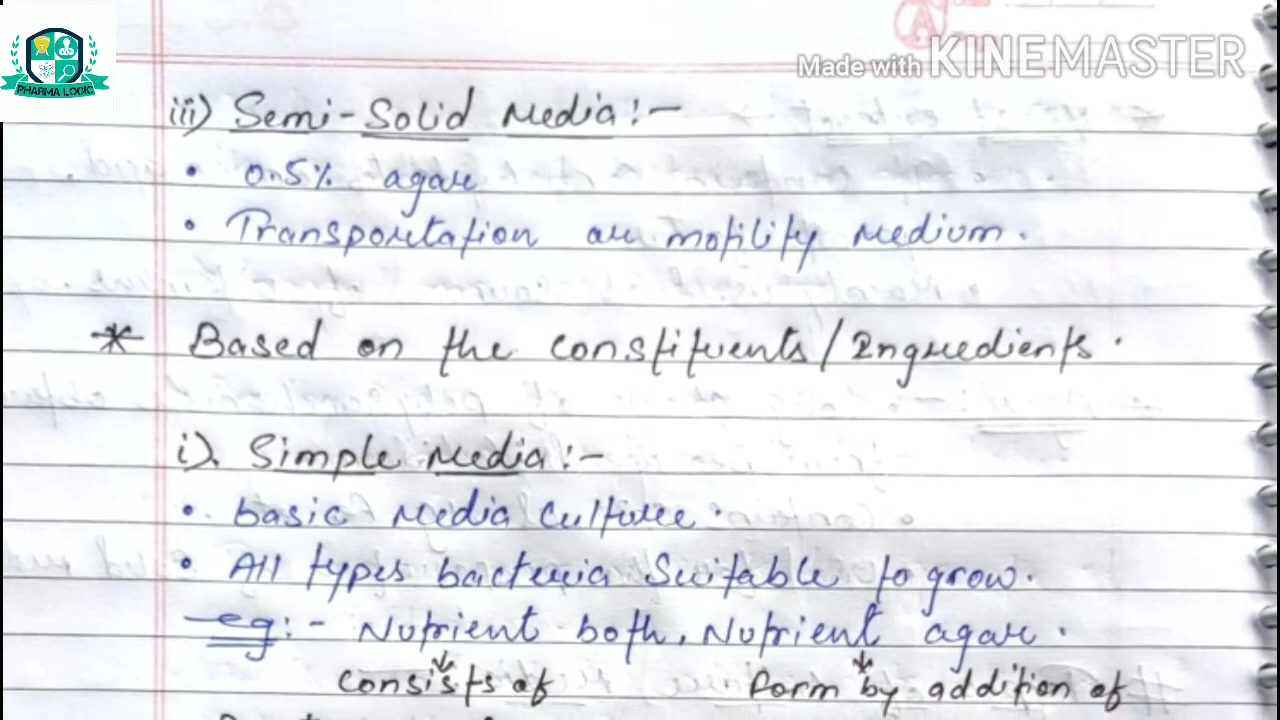 Made with KINEMASTER
PHARMA LOGIC
iii) Semi-Solid Media:-
• 0.5% agar
• Transportation or motility medium.
* Based on the constituents/Ingredients.
i). Simple Media:-
• basic Media Culture.
• All types bacteria Suitable to grow.
eg:- Nutrient both, Nutrient agar.
consists of form by addition of